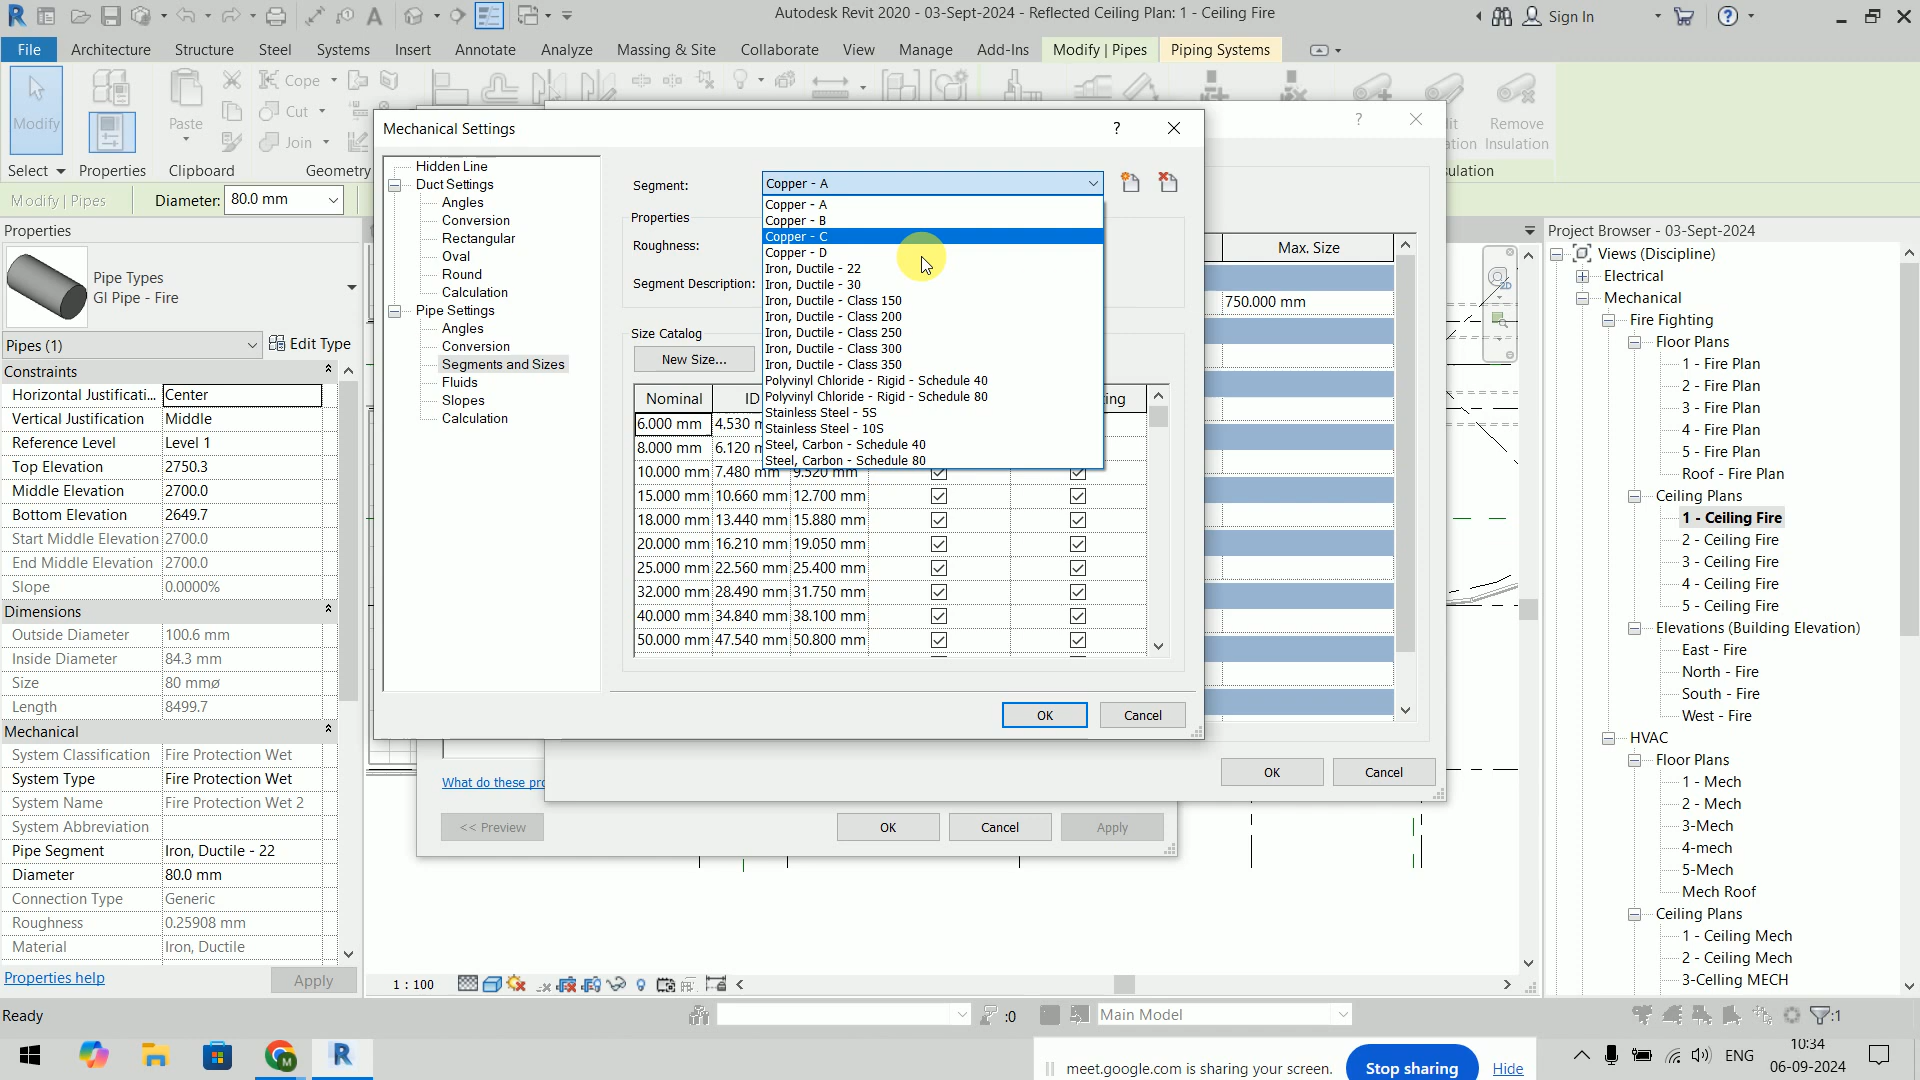 Autodesk Revit 2020 - 03-Sept-2024 - Reflected Ceiling Plan: 1 - Ceiling Fire
Sign In
File Architecture Structure Steel Systems Insert Annotate Analyze Massing & Site Collaborate View Manage Add-Ins Modify | Pipes Piping Systems
Modify
Paste
Cope
Cut
Join
Remove
Insulation
Select Properties Clipboard Geometry
Modify | Pipes Diameter: 80.0 mm
Properties
Pipe Types
GI Pipe - Fire
Pipes (1) Edit Type
Constraints
Horizontal Justificati... Center
Vertical Justification Middle
Reference Level Level 1
Top Elevation 2750.3
Middle Elevation 2700.0
Bottom Elevation 2649.7
Start Middle Elevation 2700.0
End Middle Elevation 2700.0
Slope 0.0000%
Dimensions
Outside Diameter 100.6 mm
Inside Diameter 84.3 mm
Size 80 mmø
Length 8499.7
Mechanical
System Classification Fire Protection Wet
System Type Fire Protection Wet
System Name Fire Protection Wet 2
System Abbreviation
Pipe Segment Iron, Ductile - 22
Diameter 80.0 mm
Connection Type Generic
Roughness 0.25908 mm
Material Iron, Ductile
Properties help Apply
Mechanical Settings
Hidden Line
Duct Settings
Angles
Conversion
Rectangular
Oval
Round
Calculation
Pipe Settings
Angles
Conversion
Segments and Sizes
Fluids
Slopes
Calculation
Segment: Copper - A
Properties
Roughness:
Segment Description:
Copper - A
Copper - B
Copper - C
Copper - D
Iron, Ductile - 22
Iron, Ductile - 30
Iron, Ductile - Class 150
Iron, Ductile - Class 200
Iron, Ductile - Class 250
Iron, Ductile - Class 300
Iron, Ductile - Class 350
Polyvinyl Chloride - Rigid - Schedule 40
Polyvinyl Chloride - Rigid - Schedule 80
Stainless Steel - 5S
Stainless Steel - 10S
Steel, Carbon - Schedule 40
Steel, Carbon - Schedule 80
Size Catalog
New Size...
Nominal ID
6.000 mm 4.530
8.000 mm 6.120
10.000 mm 7.480 mm 9.520 mm
15.000 mm 10.660 mm 12.700 mm
18.000 mm 13.440 mm 15.880 mm
20.000 mm 16.210 mm 19.050 mm
25.000 mm 22.560 mm 25.400 mm
32.000 mm 28.490 mm 31.750 mm
40.000 mm 34.840 mm 38.100 mm
50.000 mm 47.540 mm 50.800 mm
OK Cancel
Max. Size
750.000 mm
OK Cancel
What do these pro
<< Preview OK Cancel Apply
Project Browser - 03-Sept-2024
Views (Discipline)
Electrical
Mechanical
Fire Fighting
Floor Plans
1 - Fire Plan
2 - Fire Plan
3 - Fire Plan
4 - Fire Plan
5 - Fire Plan
Roof - Fire Plan
Ceiling Plans
1 - Ceiling Fire
2 - Ceiling Fire
3 - Ceiling Fire
4 - Ceiling Fire
5 - Ceiling Fire
Elevations (Building Elevation)
East - Fire
North - Fire
South - Fire
West - Fire
HVAC
Floor Plans
1 - Mech
2 - Mech
3-Mech
4-mech
5-Mech
Mech Roof
Ceiling Plans
1 - Ceiling Mech
2 - Ceiling Mech
3-Celling MECH
1 : 100
Ready :0 Main Model :1
meet.google.com is sharing your screen. Stop sharing Hide
ENG 10:34
06-09-2024